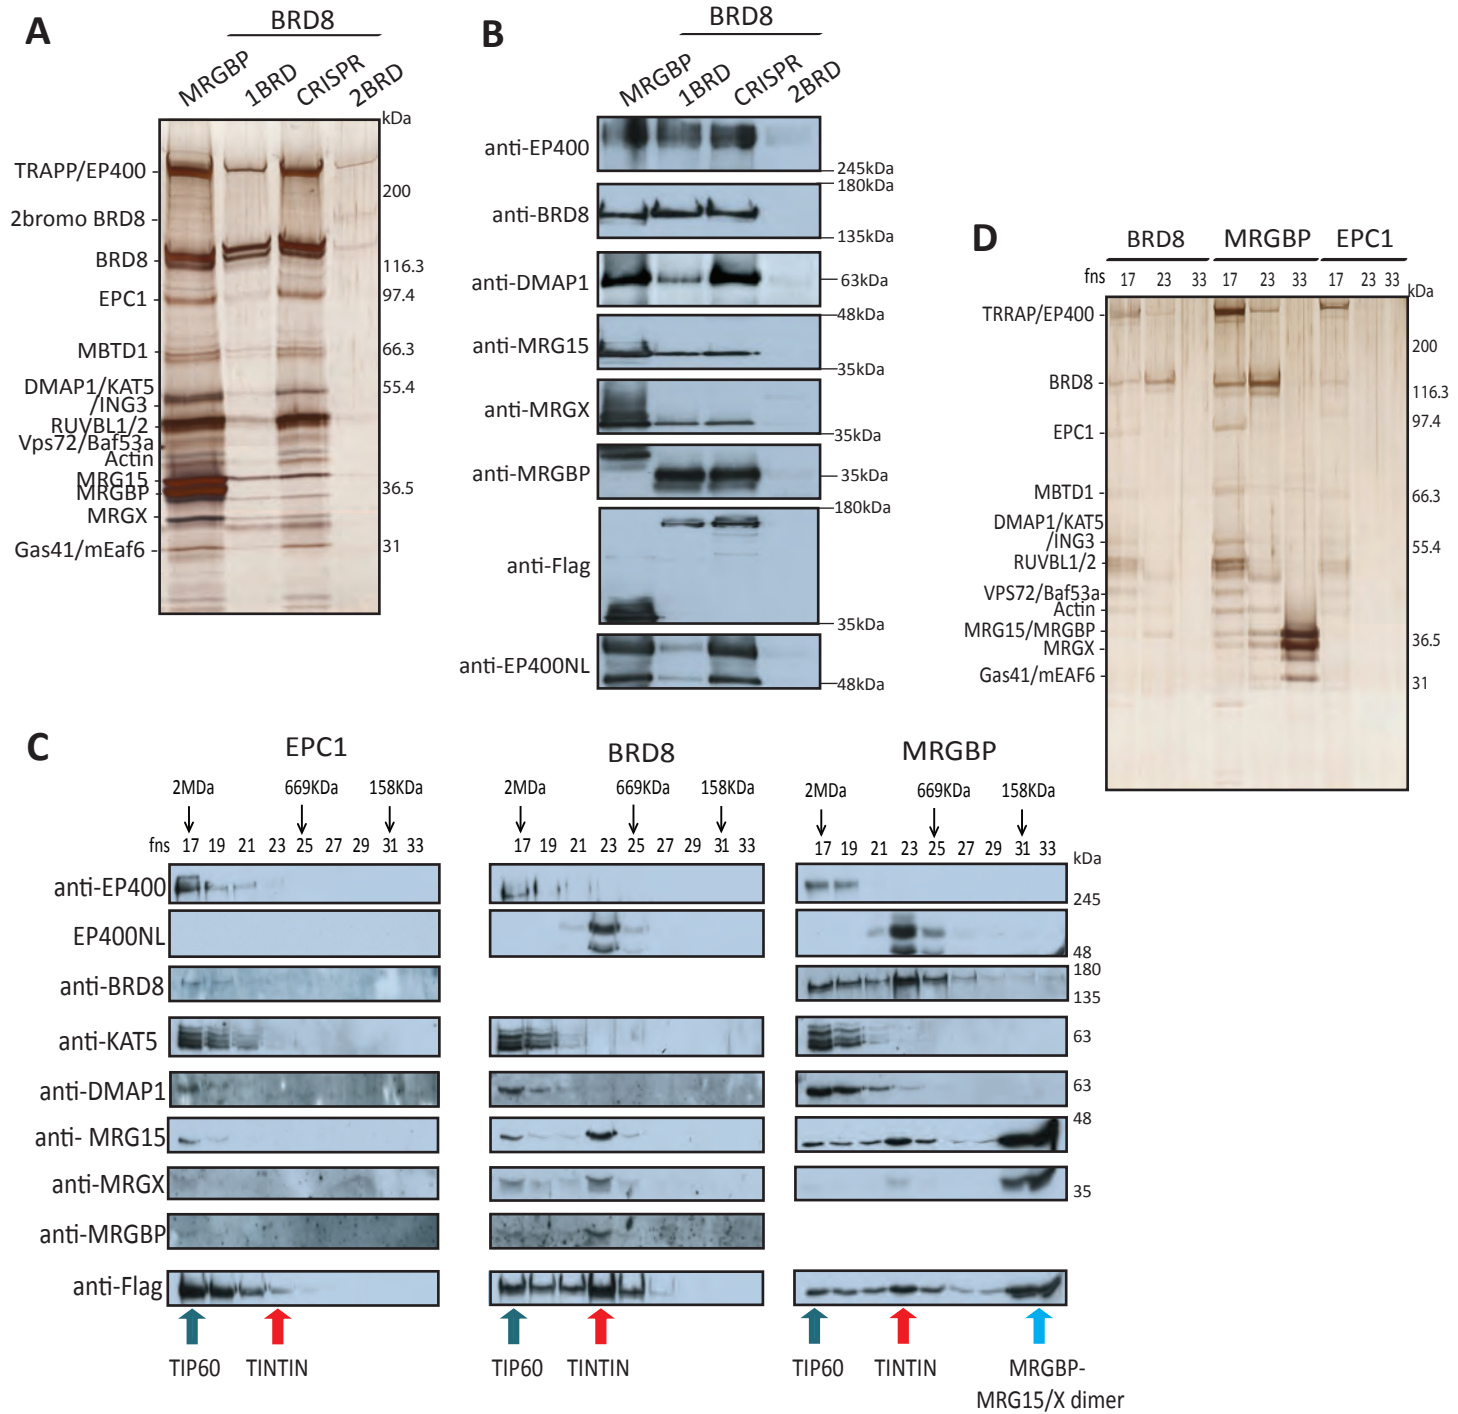 A
BRD8
MRGBP 1BRD CRISPR 2BRD
kDa
TRAPP/EP400
200
2bromo BRD8
BRD8
116.3
EPC1
97.4
MBTD1
66.3
DMAP1/KAT5
/ING3
55.4
RUVBL1/2
Vps72/Baf53a
Actin
MRG15
MRGBP
36.5
MRGX
Gas41/mEaf6
31
B
BRD8
MRGBP 1BRD CRISPR 2BRD
anti-EP400
245kDa
180kDa
anti-BRD8
135kDa
anti-DMAP1
63kDa
48kDa
anti-MRG15
35kDa
anti-MRGX
35kDa
anti-MRGBP
35kDa
180kDa
anti-Flag
35kDa
anti-EP400NL
48kDa
D
BRD8 MRGBP EPC1
fns 17 23 33 17 23 33 17 23 33
kDa
TRRAP/EP400
200
BRD8
116.3
97.4
EPC1
MBTD1
66.3
DMAP1/KAT5
/ING3
55.4
RUVBL1/2
VPS72/Baf53a
Actin
MRG15/MRGBP
36.5
MRGX
Gas41/mEAF6
31
C
EPC1 BRD8 MRGBP
2MDa 669KDa 158KDa 2MDa 669KDa 158KDa 2MDa 669KDa 158KDa
fns 17 19 21 23 25 27 29 31 33 17 19 21 23 25 27 29 31 33 17 19 21 23 25 27 29 31 33
kDa
anti-EP400
245
EP400NL
48
180
anti-BRD8
135
anti-KAT5
63
anti-DMAP1
63
48
anti- MRG15
anti-MRGX
35
anti-MRGBP
anti-Flag
TIP60 TINTIN TIP60 TINTIN TIP60 TINTIN MRGBP-
MRG15/X dimer